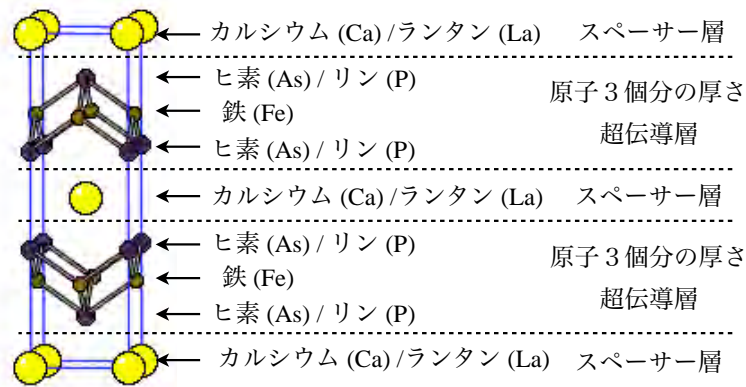 カルシウム (Ca) /ランタン (La) スペーサー層
ヒ素 (As) / リン (P)
鉄 (Fe)
ヒ素 (As) / リン (P)
原子３個分の厚さ
超伝導層
カルシウム (Ca) /ランタン (La) スペーサー層
ヒ素 (As) / リン (P)
鉄 (Fe)
ヒ素 (As) / リン (P)
原子３個分の厚さ
超伝導層
カルシウム (Ca) /ランタン (La) スペーサー層